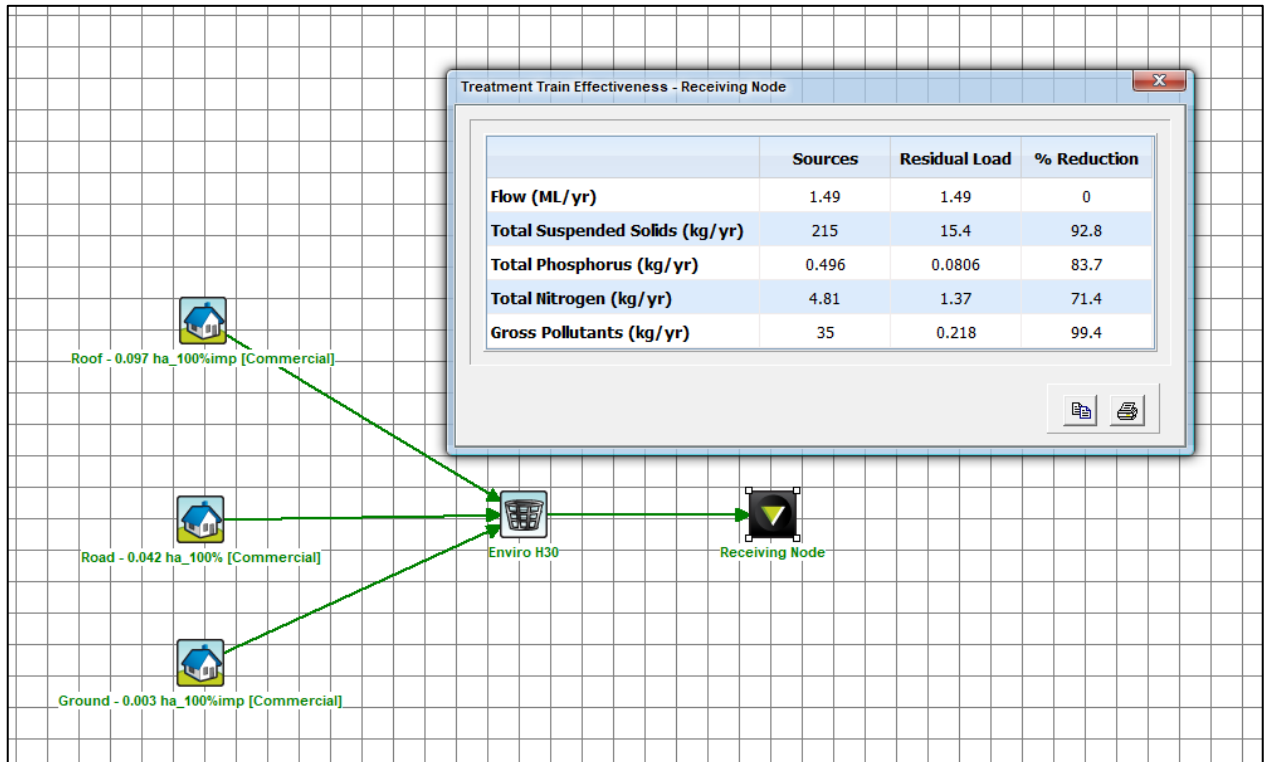 Treatment Train Effectiveness - Receiving Node
X
Sources Residual Load % Reduction
Flow (ML/yr) 1.49 1.49 0
Total Suspended Solids (kg/yr) 215 15.4 92.8
Total Phosphorus (kg/yr) 0.496 0.0806 83.7
Total Nitrogen (kg/yr) 4.81 1.37 71.4
Gross Pollutants (kg/yr) 35 0.218 99.4
Roof - 0.097 ha_100%imp [Commercial]
Road - 0.042 ha_100% [Commercial]
Enviro H30
Receiving Node
Ground - 0.003 ha_100%imp [Commercial]